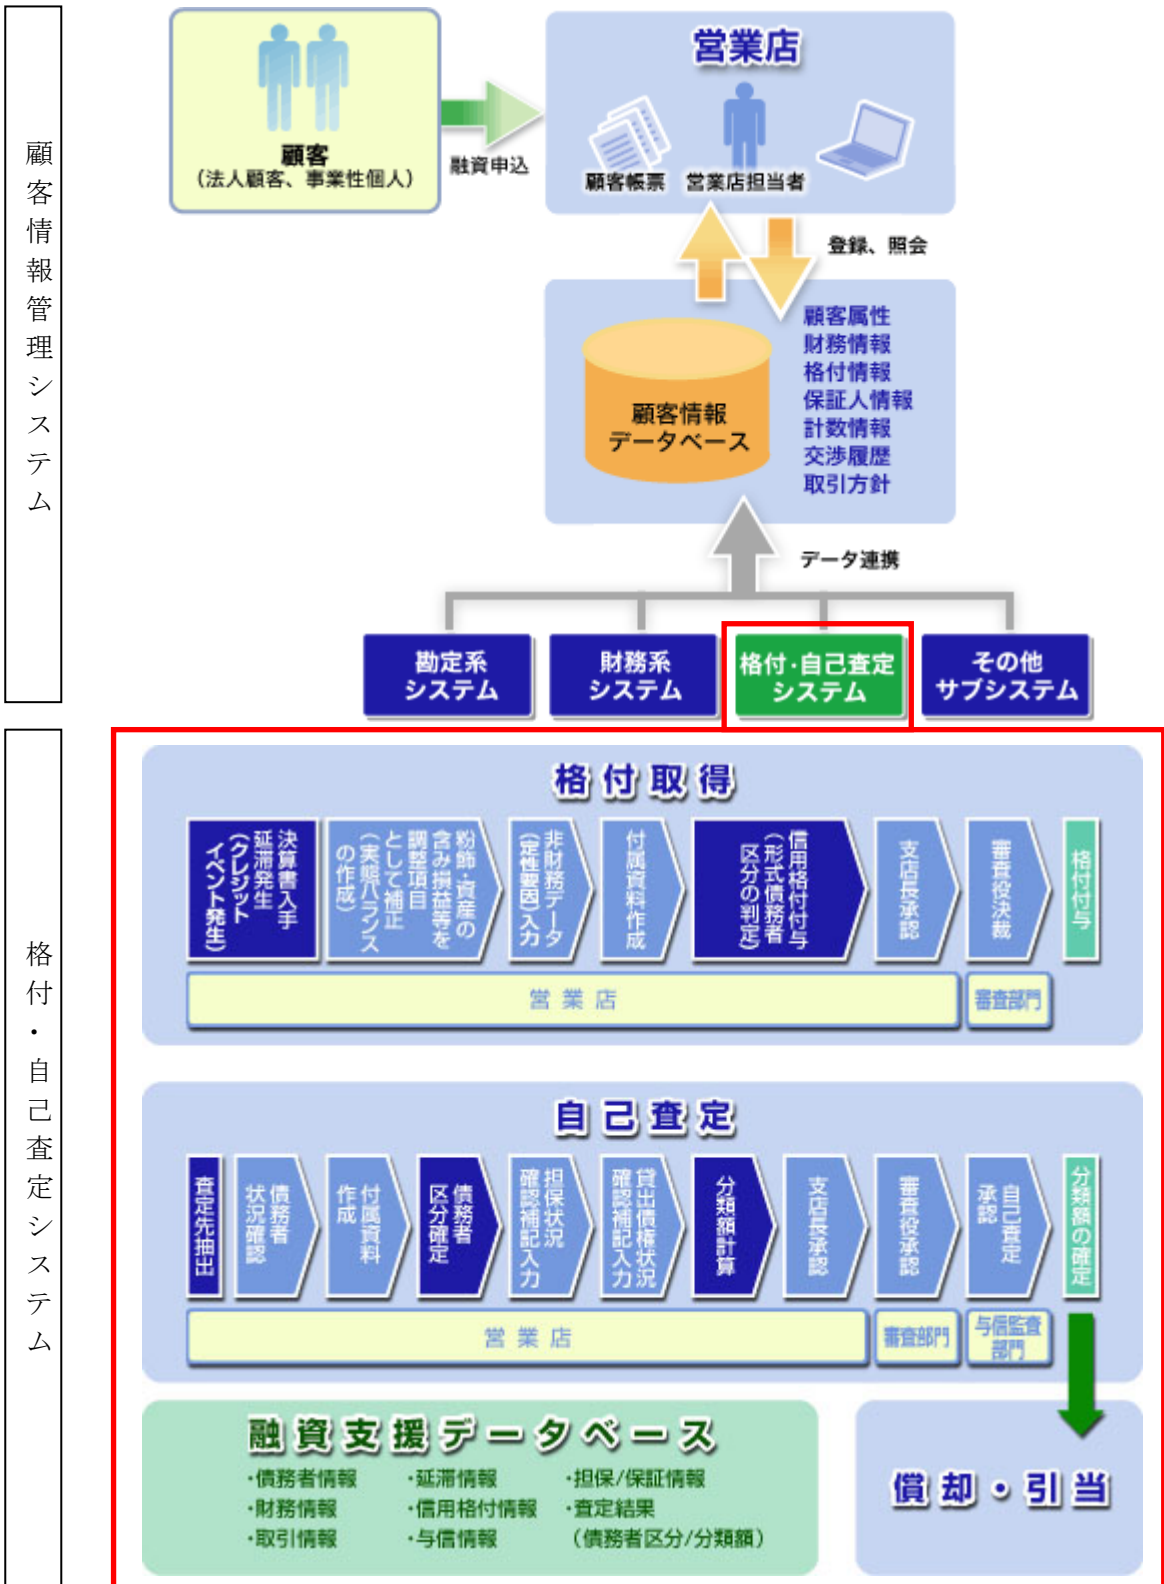 顧客情報管理システム
顧客
（法人顧客、事業性個人）
融資申込
営業店
顧客帳票
営業店担当者
登録、照会
顧客情報
データベース
顧客属性
財務情報
格付情報
保証人情報
計数情報
交渉履歴
取引方針
データ連携
勘定系
システム
財務系
システム
格付・自己査定
システム
その他
サブシステム
格付・自己査定システム
格付取得
決算書入手
延滞発生
（クレジット
イベント発生）
粉飾・資産の
含み損益等を
調整項目
として補正
（実態バランス
の作成）
非財務データ
（定性要因）入力
付属資料作成
信用格付付与
（形式債務者
区分の判定）
支店長承認
審査役決裁
格付付与
営業店
審査部門
自己査定
査定先抽出
債務者
状況確認
付属資料
作成
債務者
区分確定
担保状況
確認補記入力
貸出債権状況
確認補記入力
分類額計算
支店長承認
審査役承認
自己査定
承認
分類額の確定
営業店
審査部門
与信監査
部門
融資支援データベース
・債務者情報
・財務情報
・取引情報
・延滞情報
・信用格付情報
・与信情報
・担保/保証情報
・査定結果
（債務者区分/分類額）
償却・引当